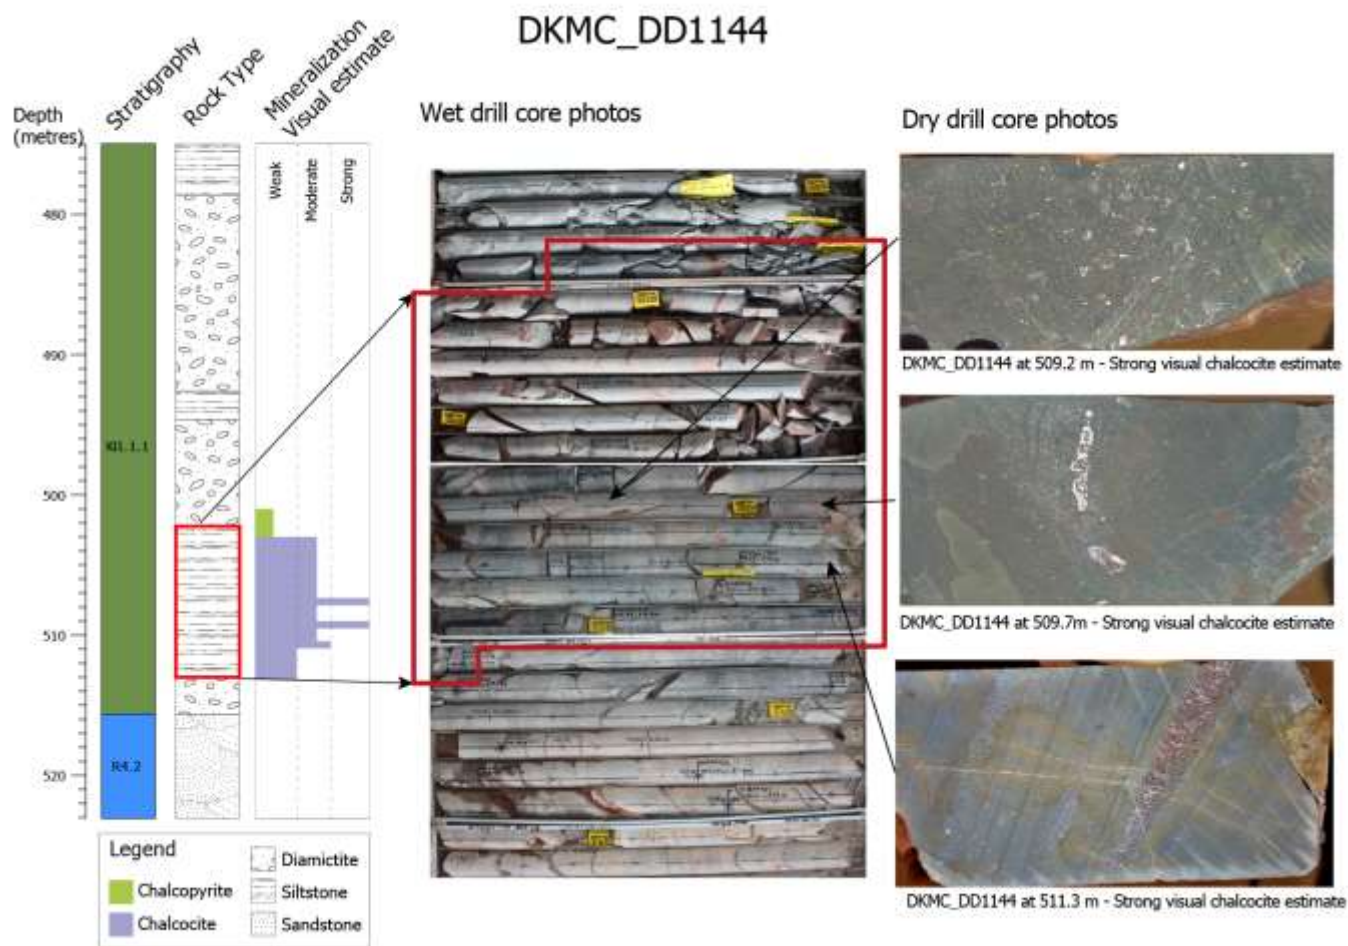 DKMC_DD1144
Depth
(metres)
Stratigraphy
Rock Type
Mineralization
Visual estimate
Wet drill core photos
Dry drill core photos
Weak
Moderate
Strong
480
490
500
510
520
Ki1.1.1
R4.2
DKMC_DD1144 at 509.2 m - Strong visual chalcocite estimate
DKMC_DD1144 at 509.7m - Strong visual chalcocite estimate
DKMC_DD1144 at 511.3 m - Strong visual chalcocite estimate
Legend
Chalcopyrite
Chalcocite
Diamictite
Siltstone
Sandstone